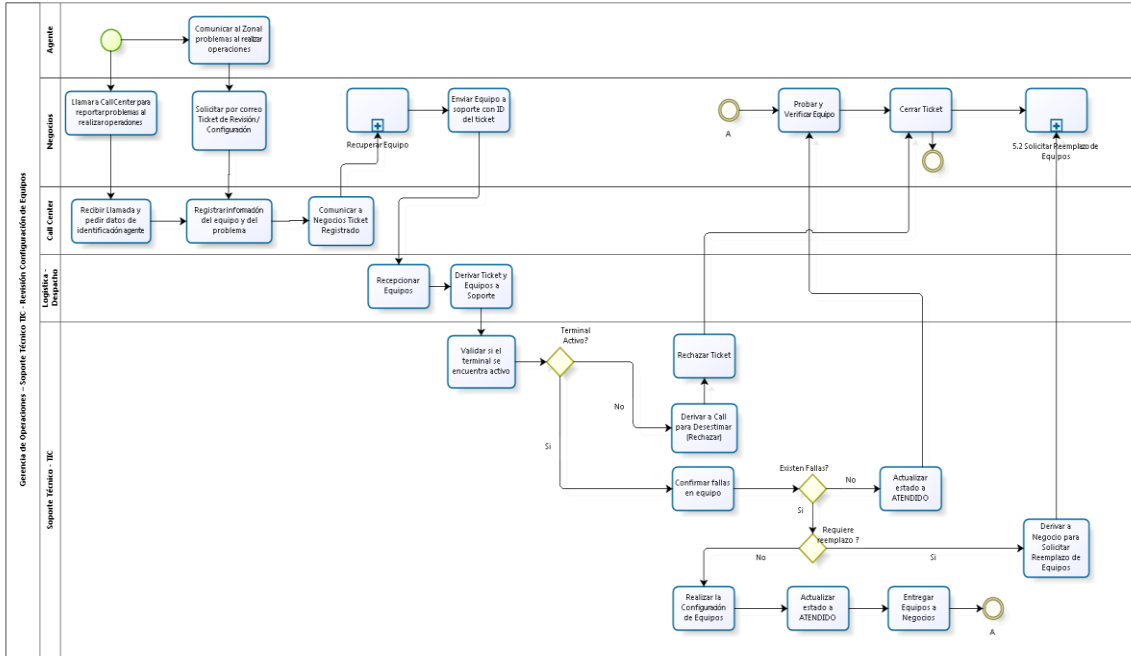 Gerencia de Operaciones – Soporte Técnico TIC - Revisión Configuración de Equipos
Agente
Comunicar al Zonal
problemas al realizar
operaciones
Negocios
Llamar a Call Center para
reportar problemas al
realizar operaciones
Solicitar por correo
Ticket de Revisión/
Configuración
Recuperar Equipo
Enviar Equipo a
soporte con ID
del ticket
A
Probar y
Verificar Equipo
Cerrar Ticket
5.2 Solicitar Reemplazo de
Equipos
Call Center
Recibir Llamada y
pedir datos de
identificación agente
Registrar información
del equipo y del
problema
Comunicar a
Negocios Ticket
Registrado
Logística -
Despacho
Recepcionar
Equipos
Derivar Ticket y
Equipos a
Soporte
Soporte Técnico - TIC
Validar si el
terminal se
encuentra activo
Terminal
Activo?
No
Si
Rechazar Ticket
Derivar a Call
para Desestimar
(Rechazar)
Confirmar fallas
en equipo
Existen Fallas?
No
Si
Actualizar
estado a
ATENDIDO
Requiere
reemplazo ?
No
Si
Derivar a
Negocio para
Solicitar
Reemplazo de
Equipos
Realizar la
Configuración
de Equipos
Actualizar
estado a
ATENDIDO
Entregar
Equipos a
Negocios
A